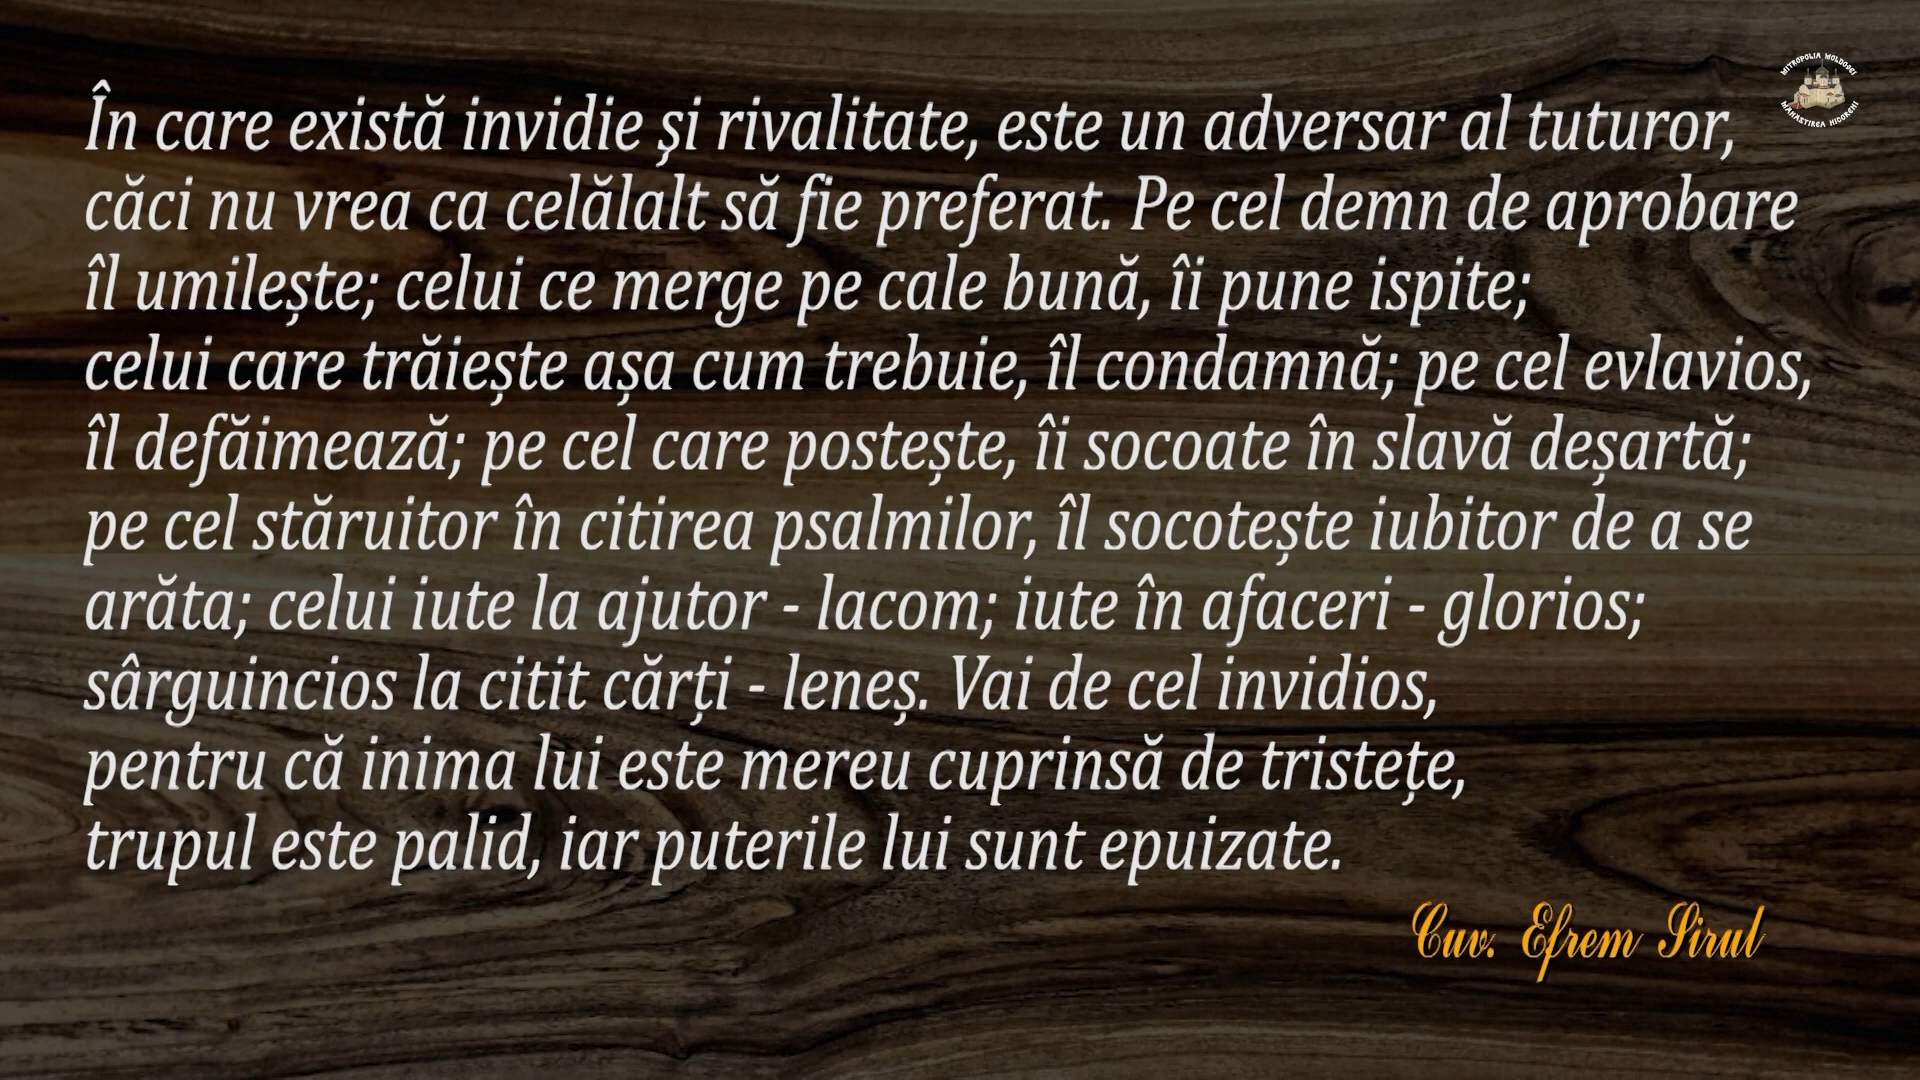 În care există invidie și rivalitate, este un adversar al tuturor,
căci nu vrea ca celălalt să fie preferat. Pe cel demn de aprobare
îl umilește; celui ce merge pe cale bună, îi pune ispite;
celui care trăiește așa cum trebuie, îl condamnă; pe cel evlavios,
îl defăimează; pe cel care postește, îi socoate în slavă deșartă;
pe cel stăruitor în citirea psalmilor, îl socotește iubitor de a se
arăta; celui iute la ajutor - lacom; iute în afaceri - glorios;
sârguincios la citit cărți - leneș. Vai de cel invidios,
pentru că inima lui este mereu cuprinsă de tristețe,
trupul este palid, iar puterile lui sunt epuizate.
Cuv. Efrem Sirul
MITROPOLIA MOLDOVEI
MANASTIREA HICOREHI